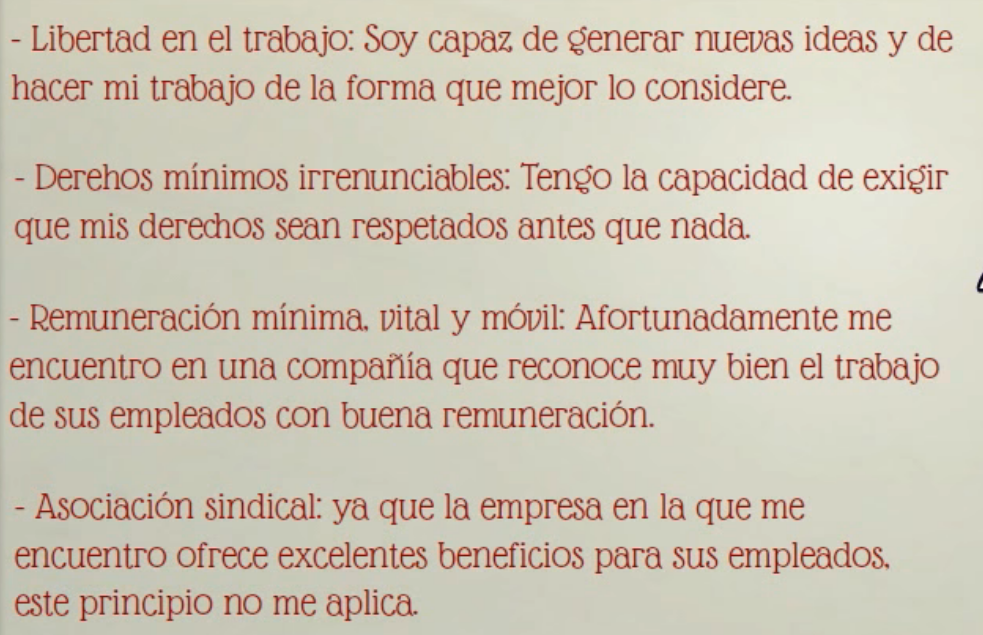 - Libertad en el trabajo: Soy capaz de generar nuevas ideas y de
hacer mi trabajo de la forma que mejor lo considere.
- Derehos mínimos irrenunciables: Tengo la capacidad de exigir
que mis derechos sean respetados antes que nada.
- Remuneración mínima, vital y móvil: Afortunadamente me
encuentro en una compañía que reconoce muy bien el trabajo
de sus empleados con buena remuneración.
- Asociación sindical: ya que la empresa en la que me
encuentro ofrece excelentes beneficios para sus empleados,
este principio no me aplica.